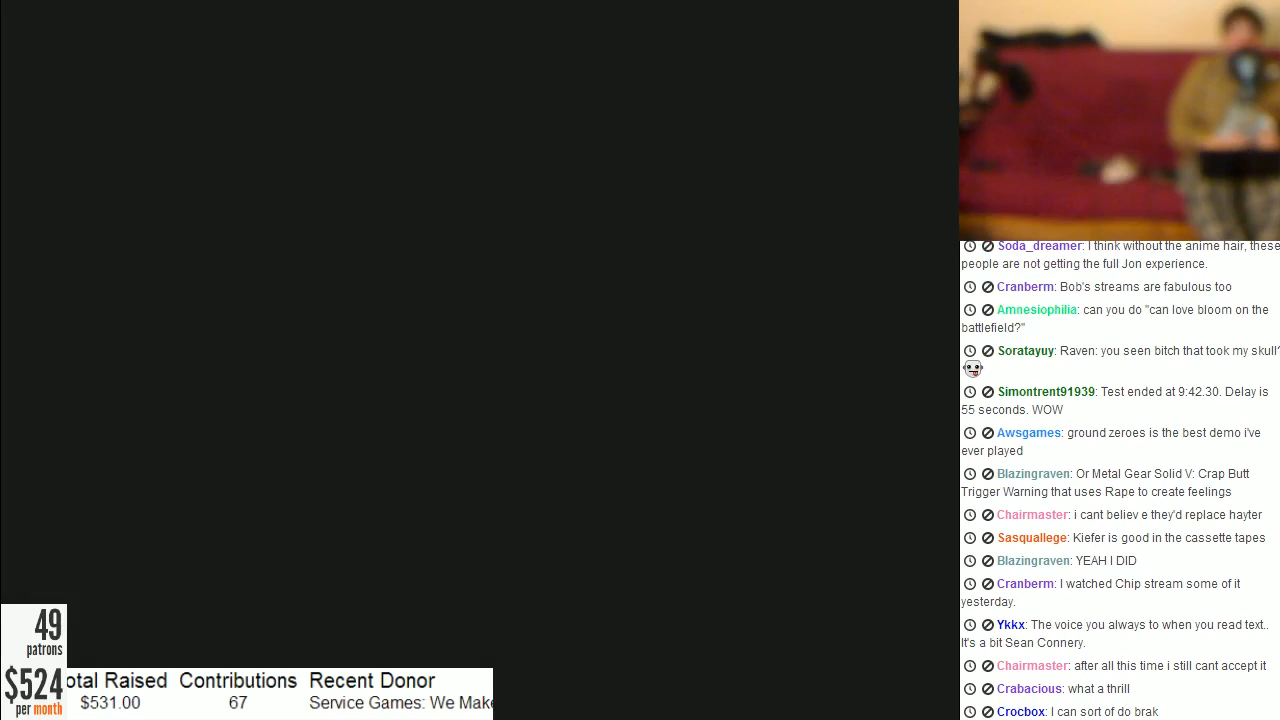 Soda_dreamer: I think without the anime hair, these
people are not getting the full Jon experience.
Cranberm: Bob's streams are fabulous too
Amnesiophilia: can you do "can love bloom on the
battlefield?"
Soratayuy: Raven: you seen bitch that took my skull?
Simontrent91939: Test ended at 9:42.30. Delay is
55 seconds. WOW
Awsgames: ground zeroes is the best demo i've
ever played
Blazingraven: Or Metal Gear Solid V: Crap Butt
Trigger Warning that uses Rape to create feelings
Chairmaster: i cant believ e they'd replace hayter
Sasquallege: Kiefer is good in the cassette tapes
Blazingraven: YEAH I DID
Cranberm: I watched Chip stream some of it
yesterday.
Ykkx: The voice you always to when you read text..
It's a bit Sean Connery.
Chairmaster: after all this time i still cant accept it
Crabacious: what a thrill
Crocbox: I can sort of do brak
49
patrons
$524
per month
otal Raised Contributions Recent Donor
$531.00 67 Service Games: We Make